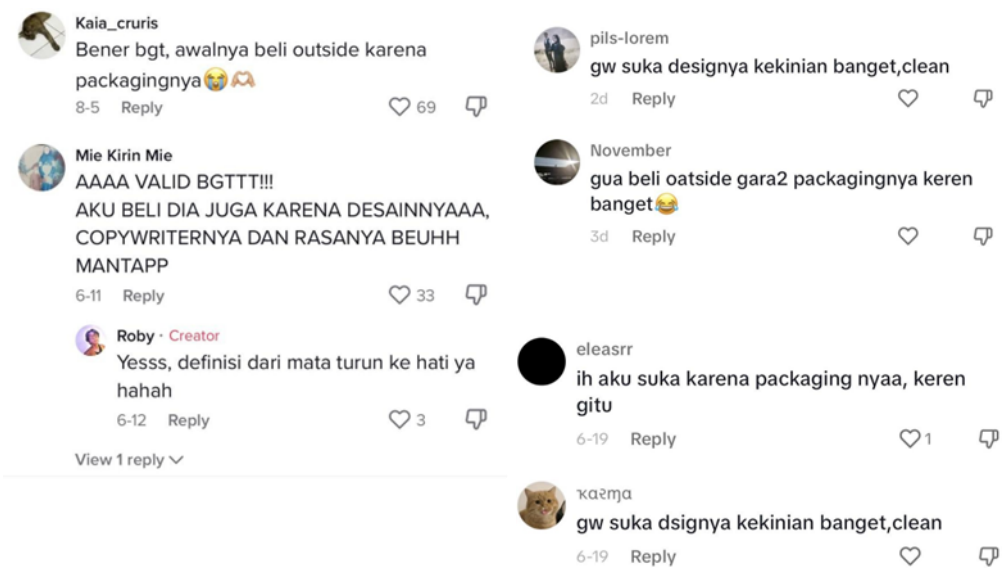 Kaia_cruris
Bener bgt, awalnya beli outside karena
packagingnya😭🫶🏼
8-5 Reply 69
Mie Kirin Mie
AAAA VALID BGTTT!!!
AKU BELI DIA JUGA KARENA DESAINNYAAA,
COPYWRITERNYA DAN RASANYA BEUHH
MANTAPP
6-11 Reply 33
Roby · Creator
Yesss, definisi dari mata turun ke hati ya
hahah
6-12 Reply 3
View 1 reply
pils-lorem
gw suka designya kekinian banget,clean
2d Reply
November
gua beli oatside gara2 packagingnya keren
banget😂
3d Reply
eleasrr
ih aku suka karena packaging nyaa, keren
gitu
6-19 Reply 1
ҡαƨɱα
gw suka dsignya kekinian banget,clean
6-19 Reply